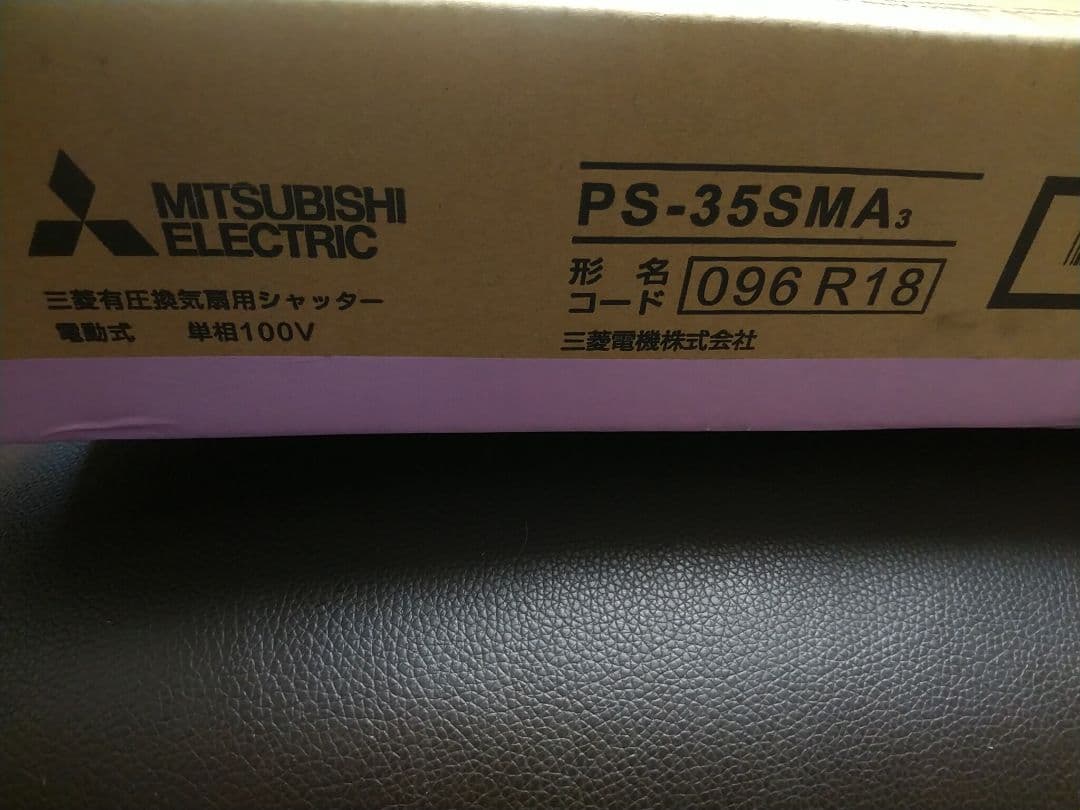 MITSUBISHI
ELECTRIC
三菱有圧換気扇用シャッター
電動式 単相100V
PS-35SMA₃
形名
コード
096R18
三菱電機株式会社